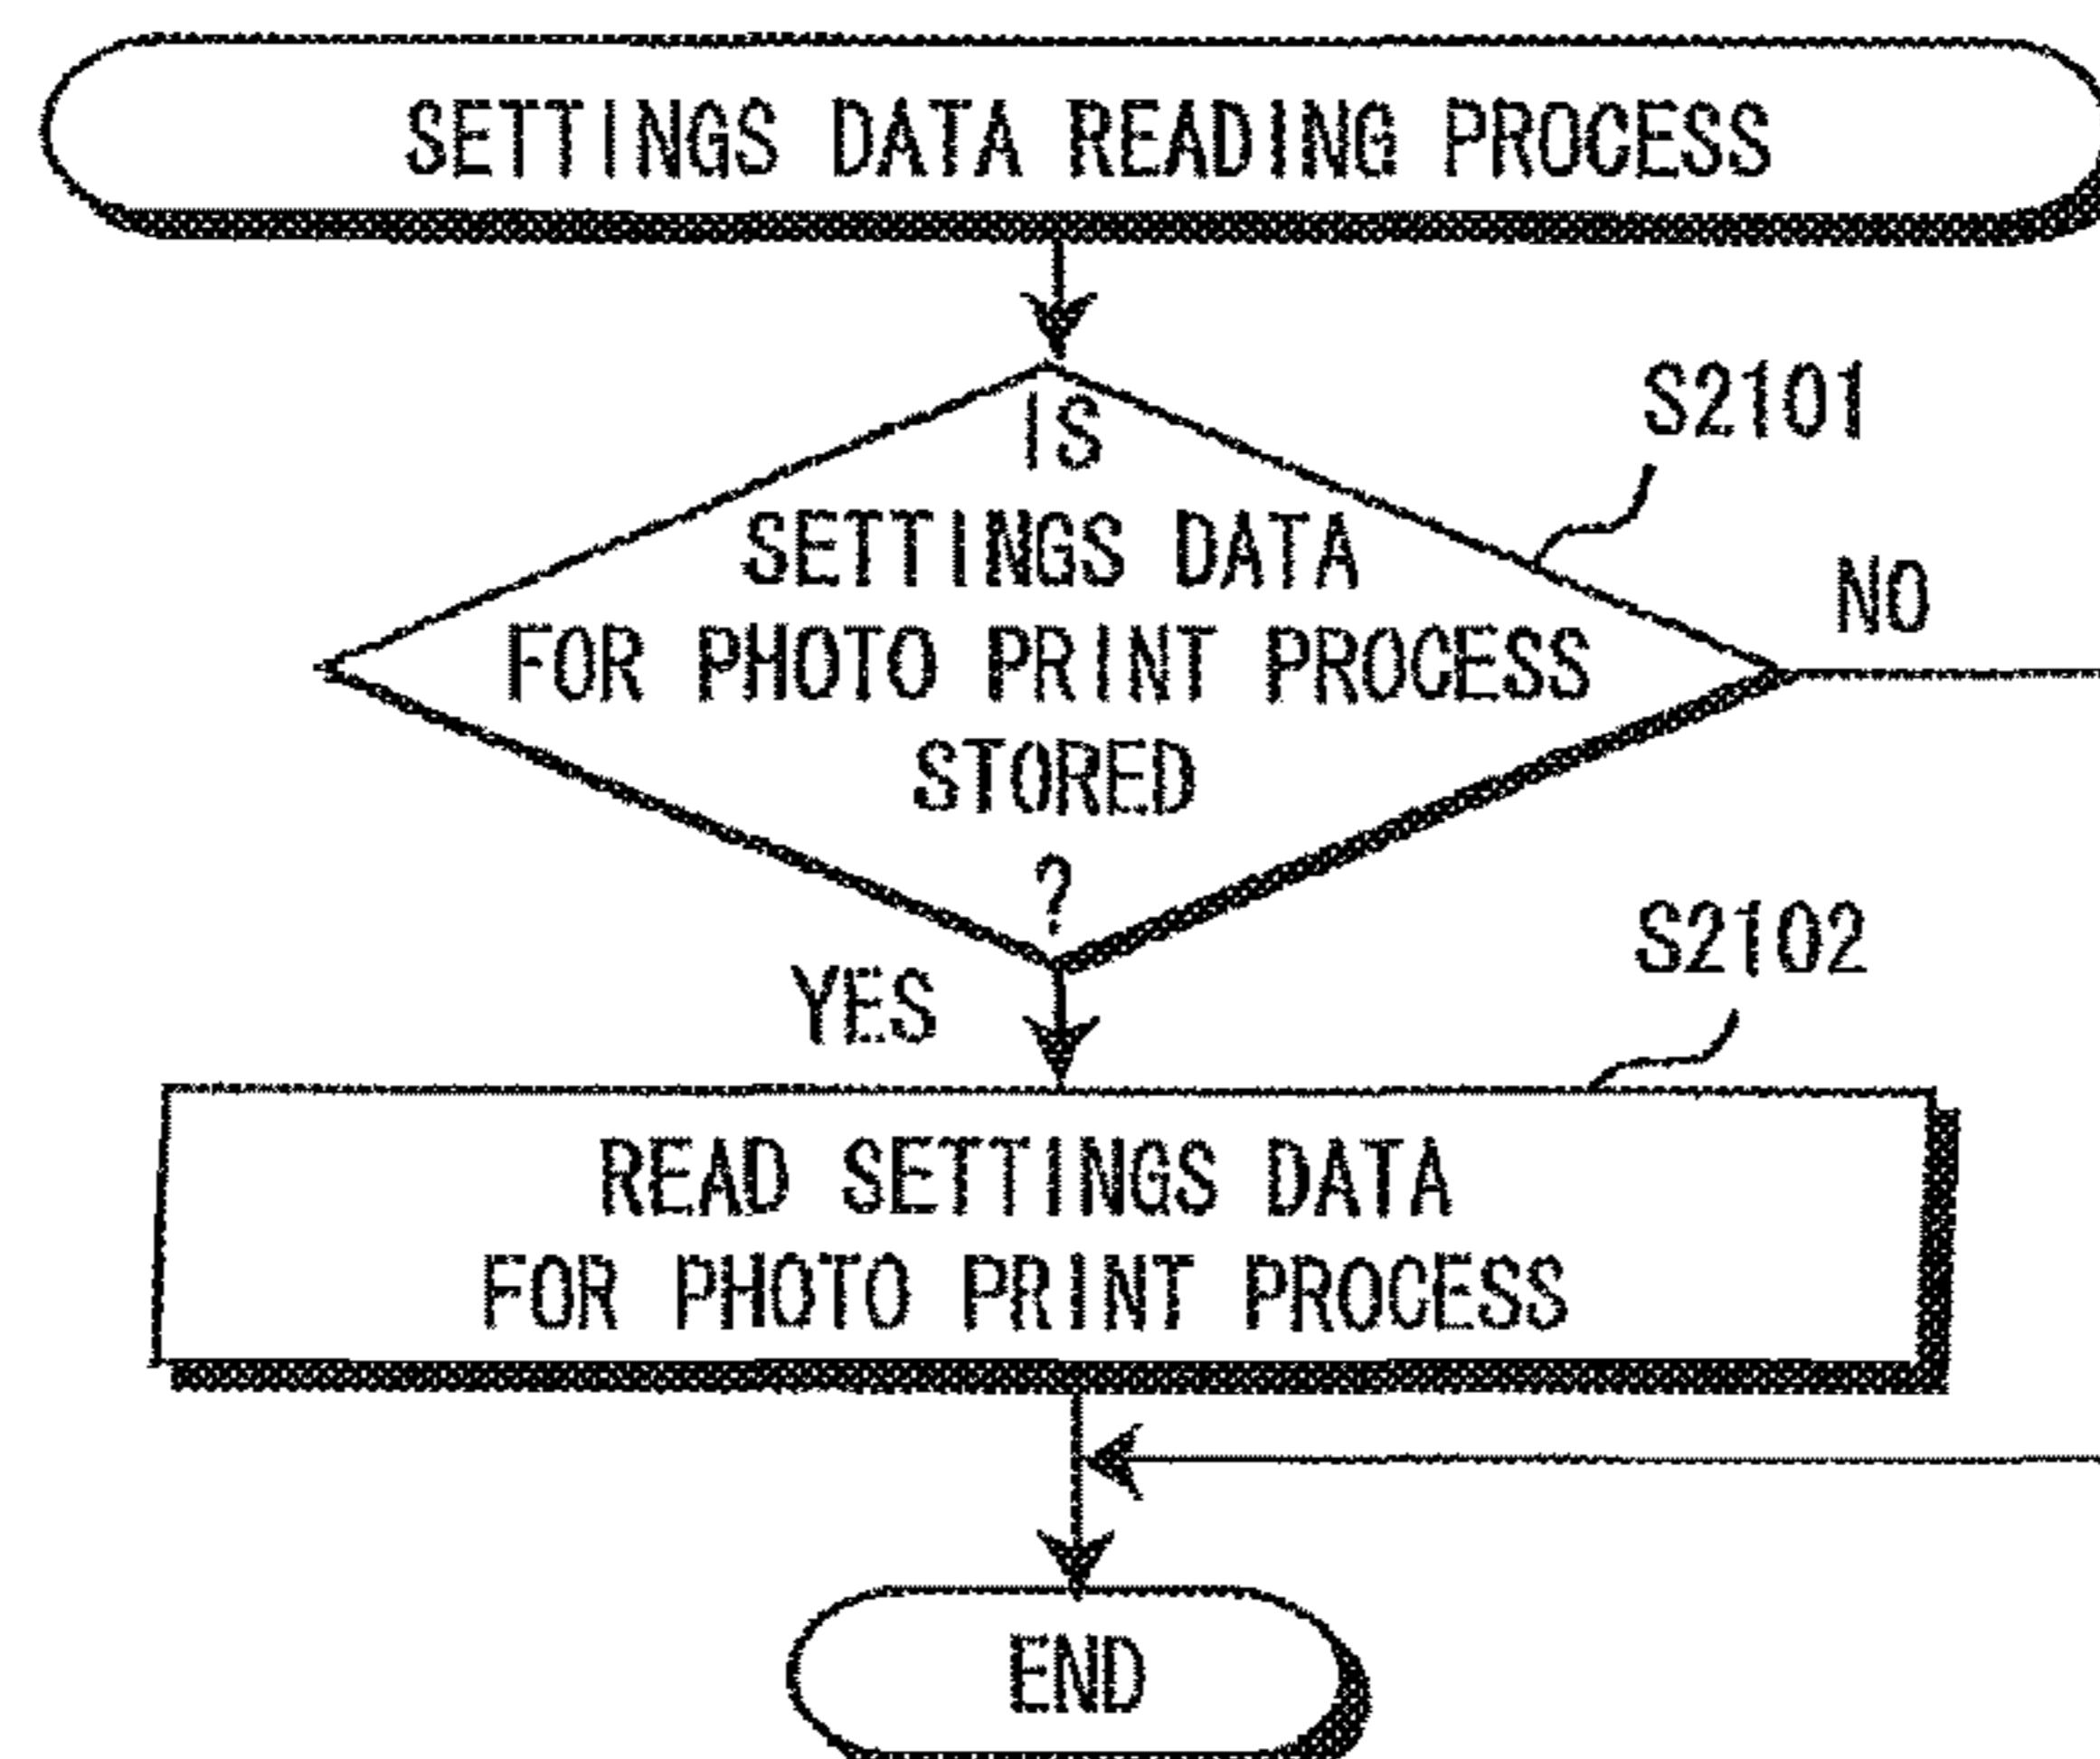 SETTINGS DATA READING PROCESS
S2101
IS
SETTINGS DATA
FOR PHOTO PRINT PROCESS
STORED
?
NO
YES
S2102
READ SETTINGS DATA
FOR PHOTO PRINT PROCESS
END